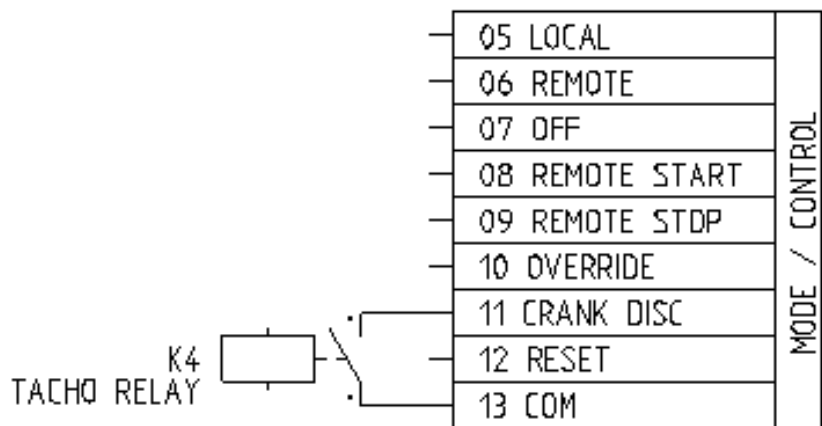 05 LOCAL
06 REMOTE
07 OFF
08 REMOTE START
09 REMOTE STOP
10 OVERRIDE
11 CRANK DISC
12 RESET
13 COM
MODE / CONTROL
K4
TACHO RELAY